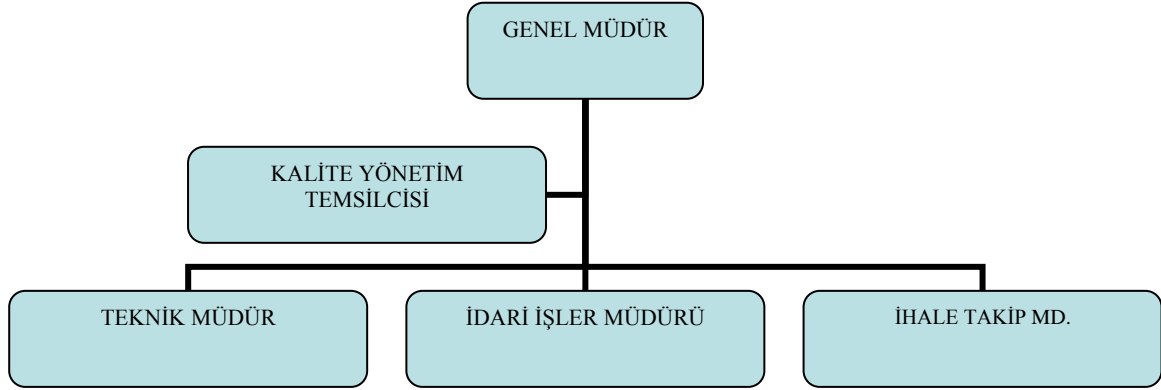 GENEL MÜDÜR
KALİTE YÖNETİM
TEMSİLCİSİ
TEKNİK MÜDÜR
İDARİ İŞLER MÜDÜRÜ
İHALE TAKİP MD.